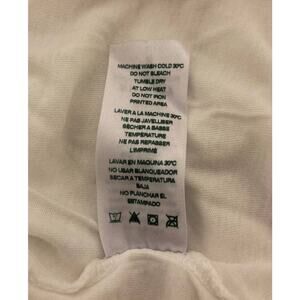 MACHINE WASH COLD 30°C
DO NOT BLEACH
TUMBLE DRY
AT LOW HEAT
DO NOT IRON
PRINTED AREA
LAVER A LA MACHINE 30°C
NE PAS JAVELLISER
SÉCHER A BASSE
TEMPÉRATURE
NE PAS REPASSER
L'IMPRIMÉ
LAVAR EN MAQUINA 30°C
NO USAR BLANQUEADOR
SECAR A TEMPERATURA
BAJA
NO PLANCHAR EL
ESTAMPADO